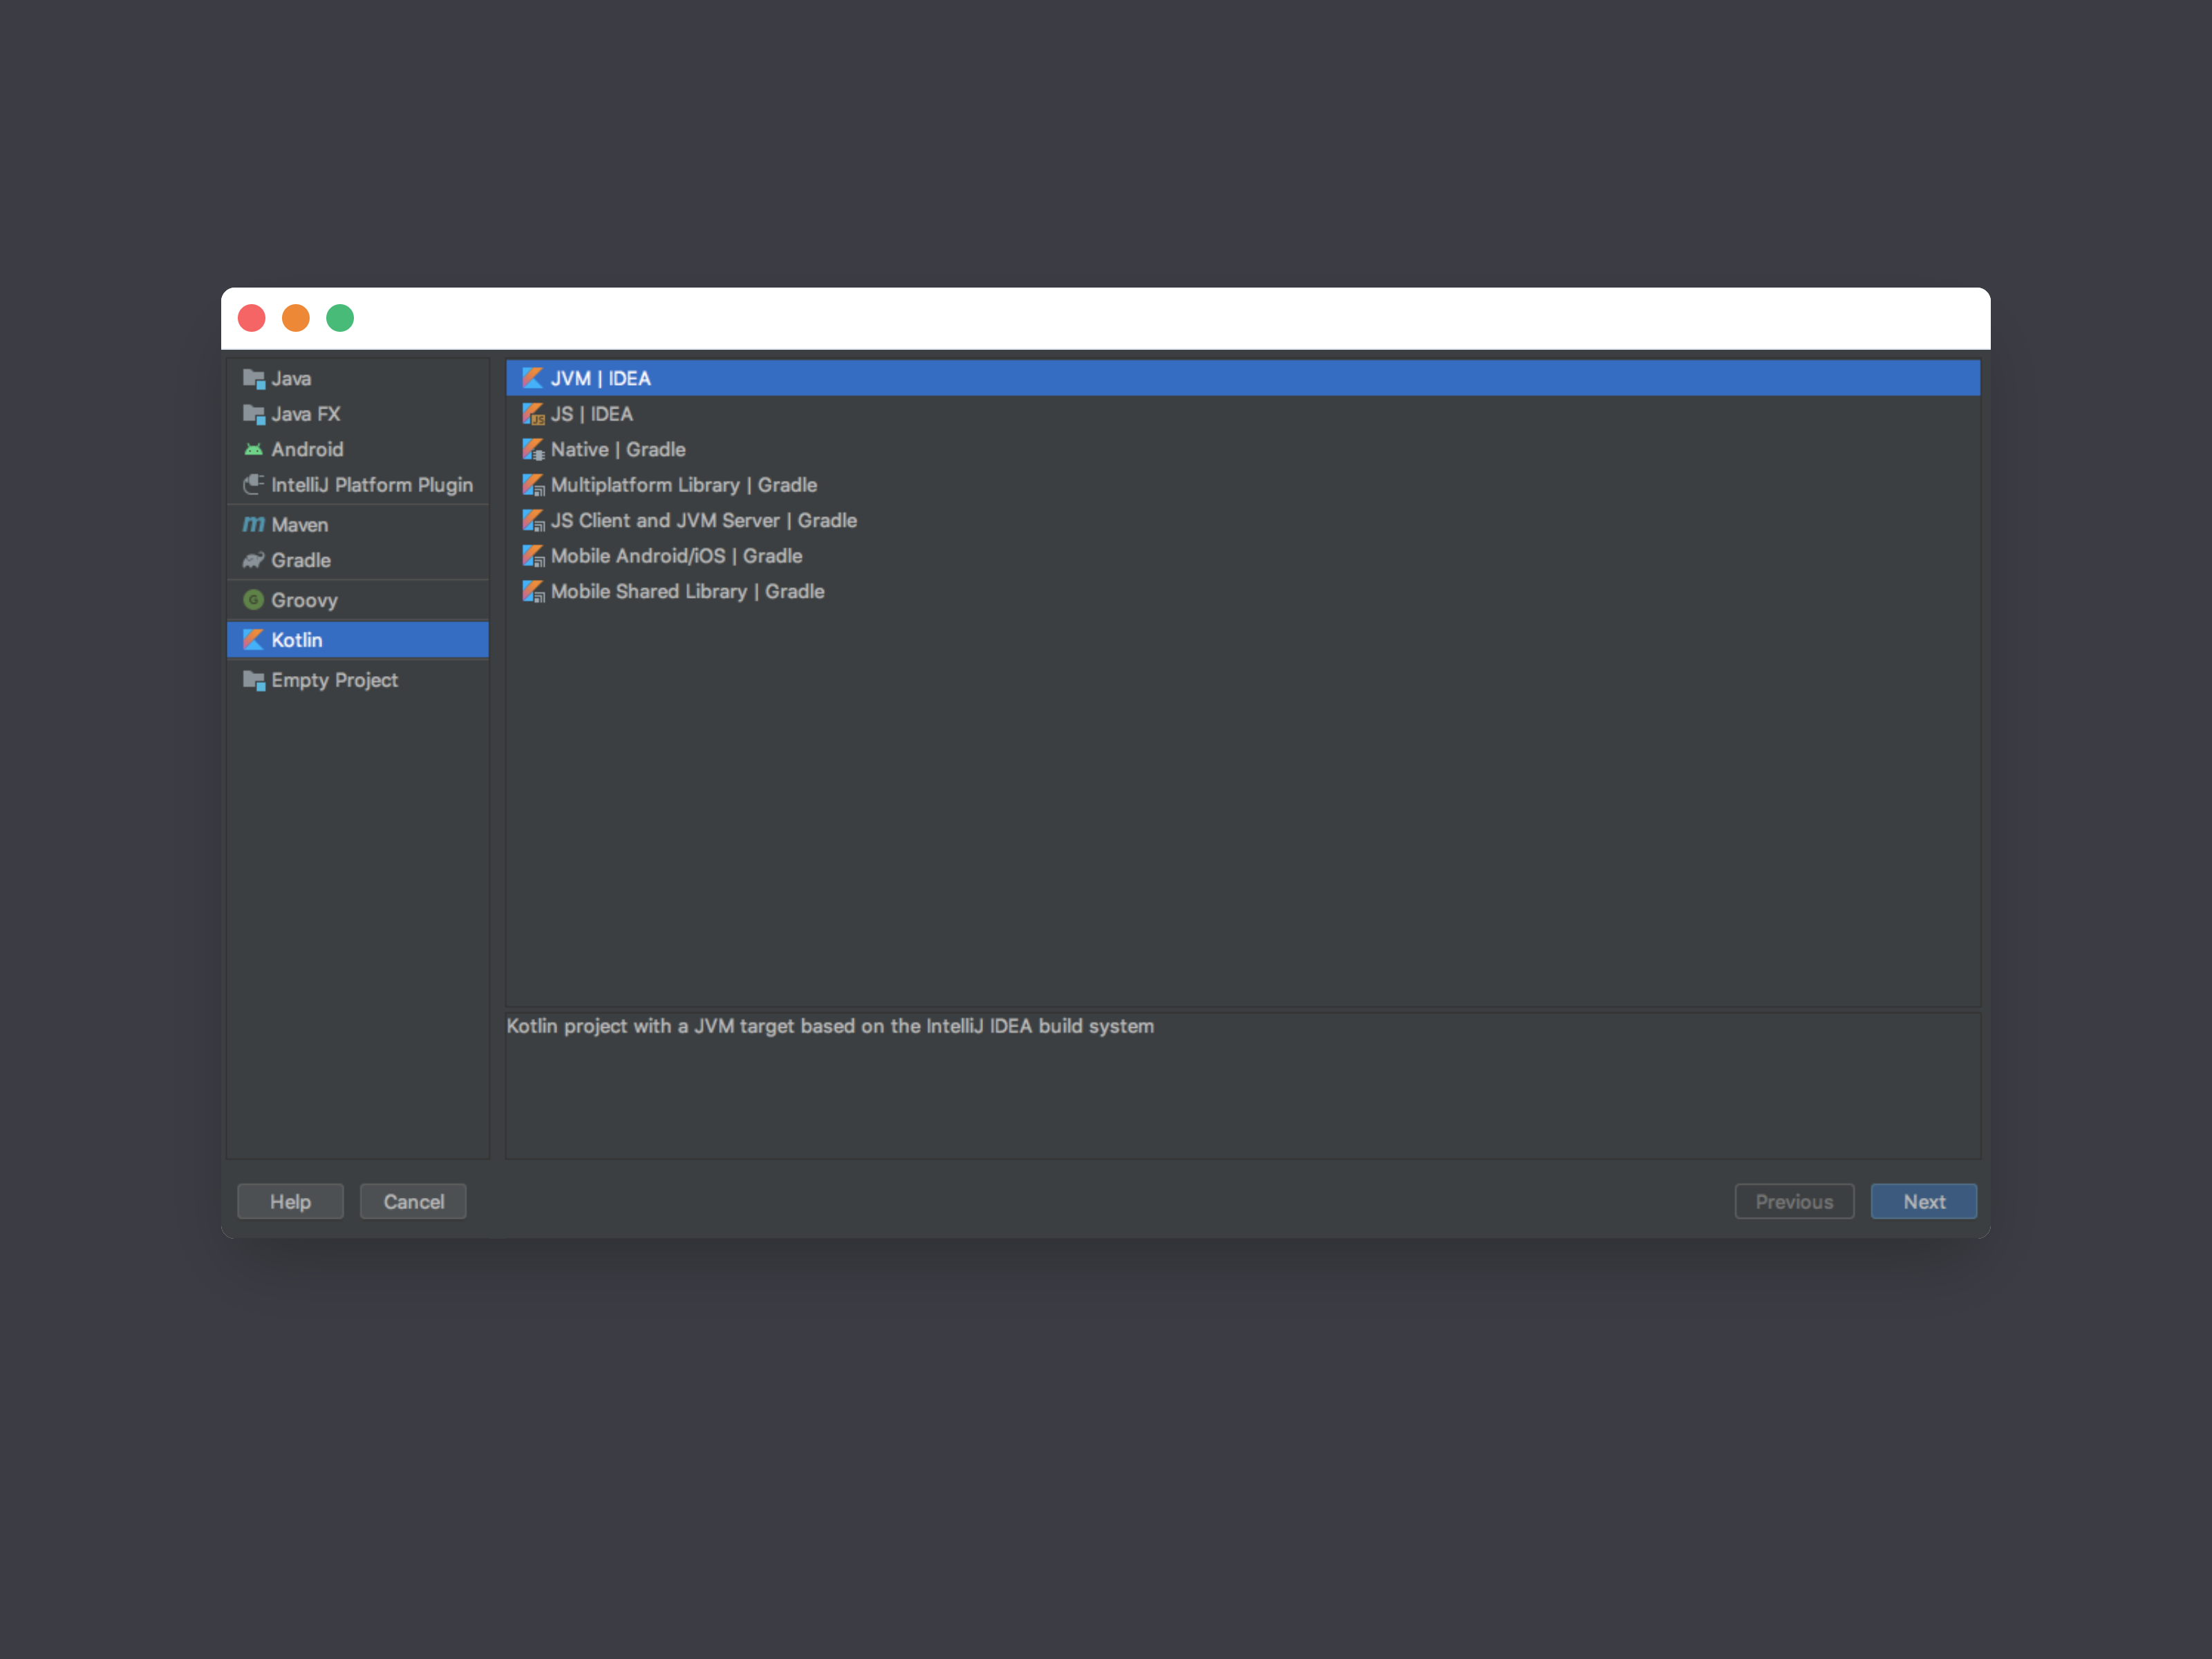 Java
Java FX
Android
IntelliJ Platform Plugin
Maven
Gradle
Groovy
Kotlin
Empty Project
JVM | IDEA
JS | IDEA
Native | Gradle
Multiplatform Library | Gradle
JS Client and JVM Server | Gradle
Mobile Android/iOS | Gradle
Mobile Shared Library | Gradle
Kotlin project with a JVM target based on the IntelliJ IDEA build system
Help
Cancel
Previous
Next